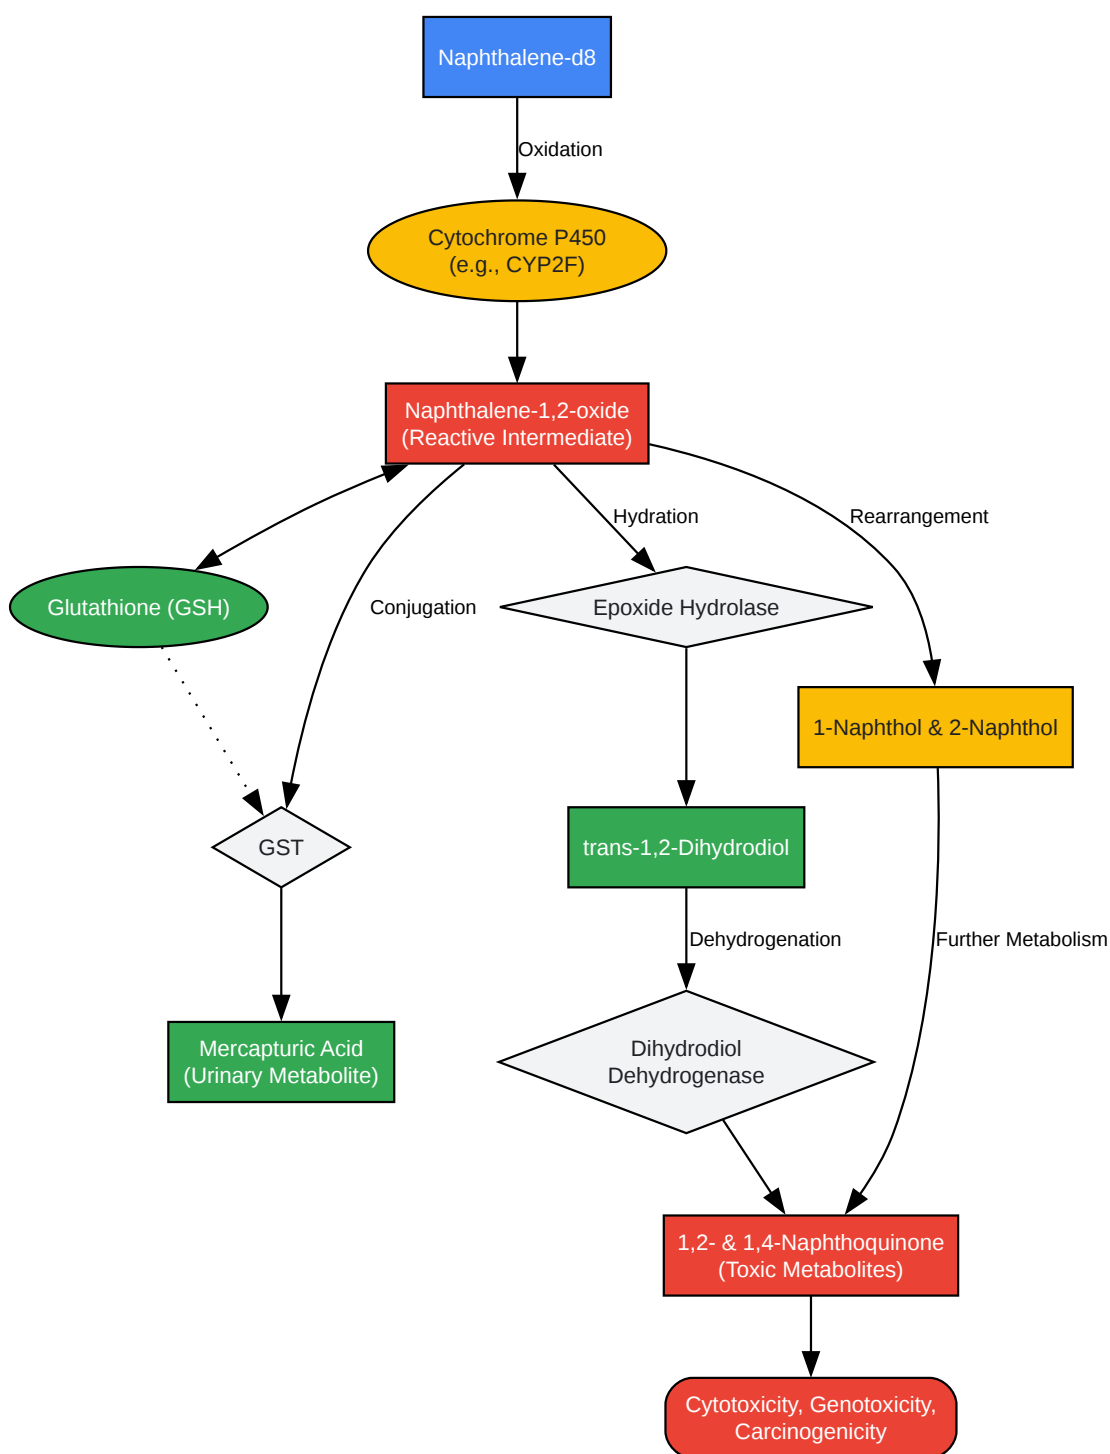 Naphthalene-d8
Oxidation
Cytochrome P450
(e.g., CYP2F)
Naphthalene-1,2-oxide
(Reactive Intermediate)
Hydration
Rearrangement
Glutathione (GSH)
Conjugation
Epoxide Hydrolase
1-Naphthol & 2-Naphthol
GST
trans-1,2-Dihydrodiol
Dehydrogenation
Further Metabolism
Mercapturic Acid
(Urinary Metabolite)
Dihydrodiol
Dehydrogenase
1,2- & 1,4-Naphthoquinone
(Toxic Metabolites)
Cytotoxicity, Genotoxicity,
Carcinogenicity